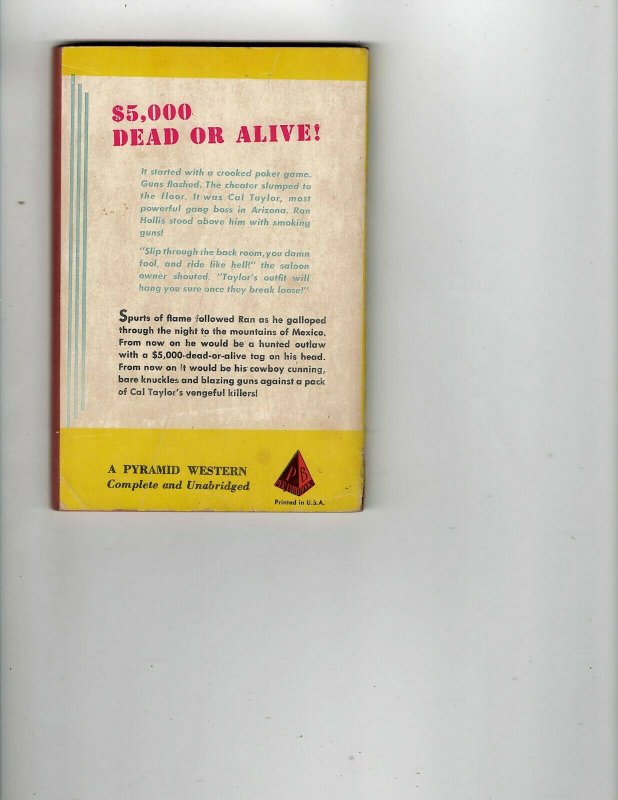 $5,000
DEAD OR ALIVE!
It started with a crooked poker game.
Guns flashed. The cheater slumped to
the floor. It was Cal Taylor, most
powerful gang boss in Arizona. Ran
Hollis stood above him with smoking
guns!
"Slip through the back room, you damn
fool, and ride like hell!" the saloon
owner shouted. "Taylor's outfit will
hang you sure once they break loose!"
Spurts of flame followed Ran as he galloped
through the night to the mountains of Mexico.
From now on he would be a hunted outlaw
with a $5,000-dead-or-alive tag on his head.
From now on it would be his cowboy cunning,
bare knuckles and blazing guns against a pack
of Cal Taylor's vengeful killers!
A PYRAMID WESTERN
Complete and Unabridged
P B
Printed in U.S.A.